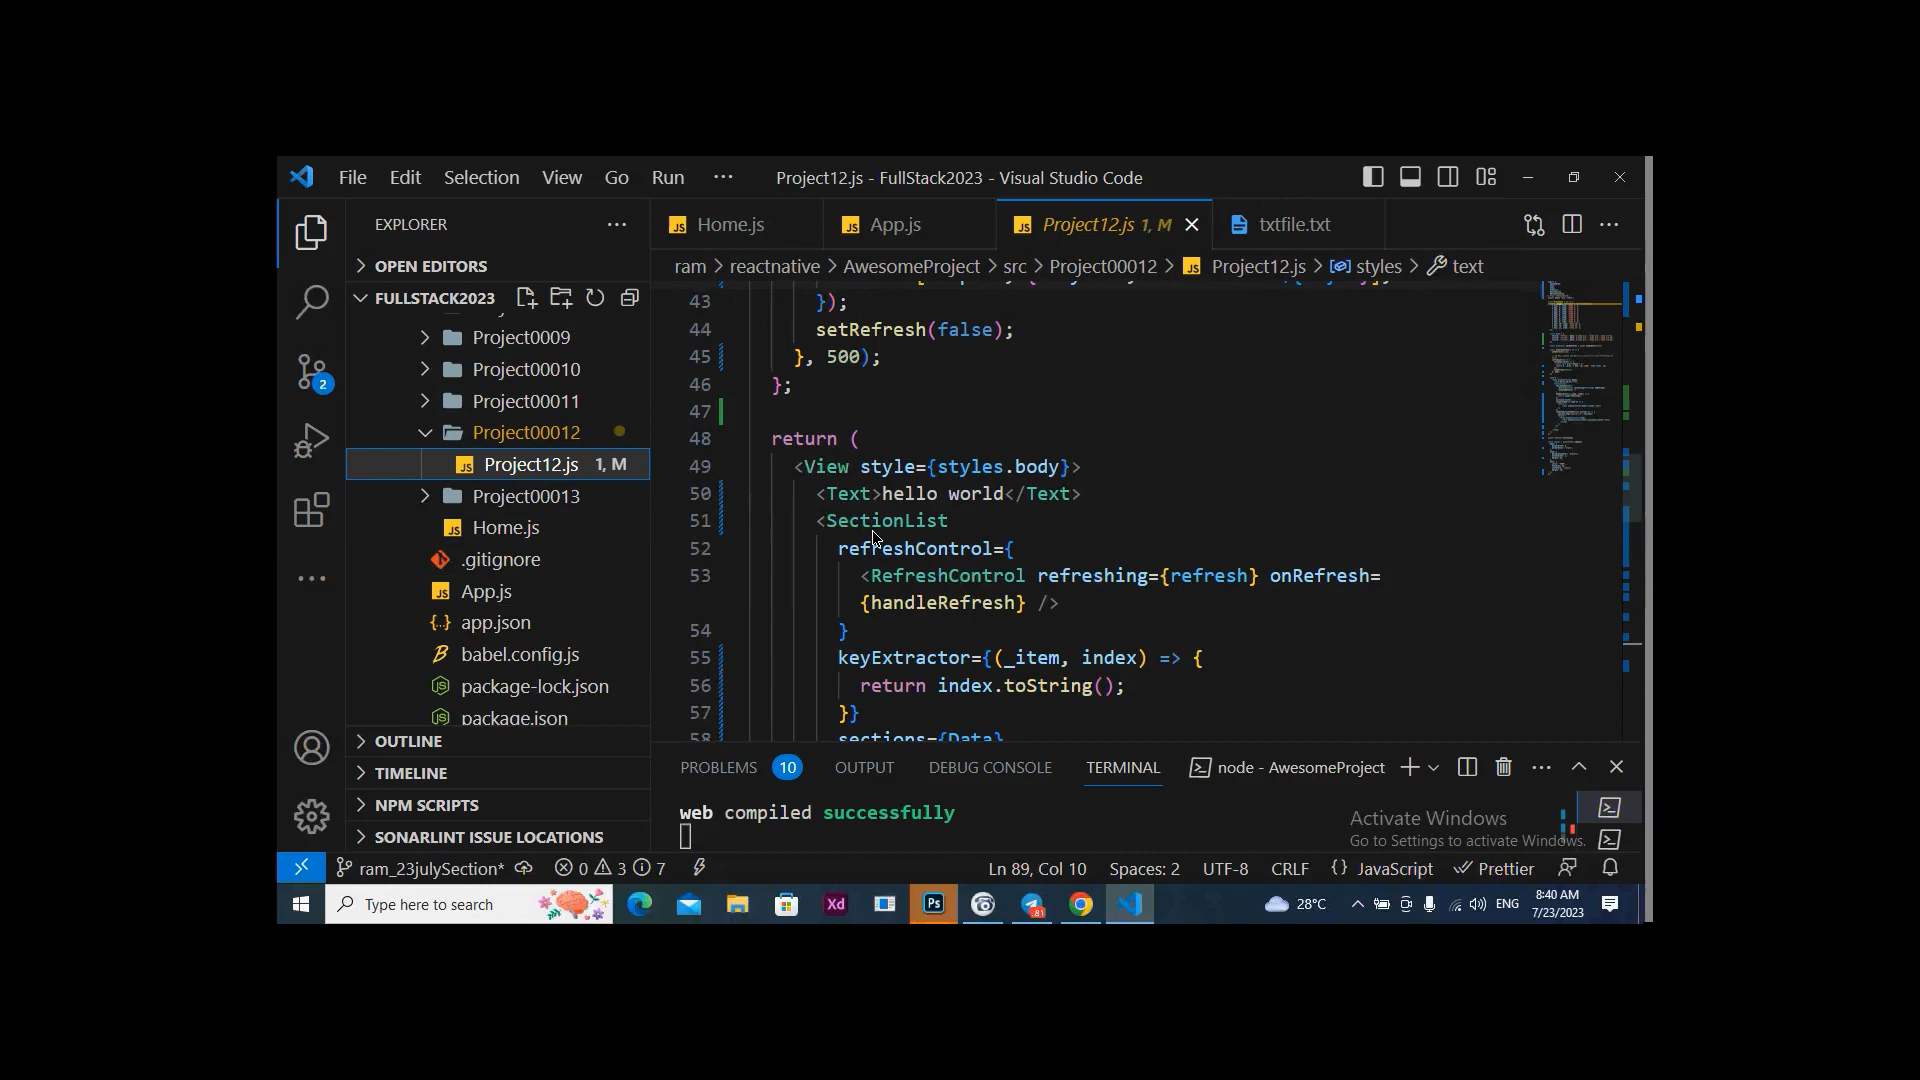 File Edit Selection View Go Run ··· Project12.js - FullStack2023 - Visual Studio Code
EXPLORER
OPEN EDITORS
FULLSTACK2023
Project0009
Project00010
Project00011
Project00012
Project12.js 1, M
Project00013
Home.js
.gitignore
App.js
app.json
babel.config.js
package-lock.json
package.json
OUTLINE
TIMELINE
NPM SCRIPTS
SONARLINT ISSUE LOCATIONS
2
Home.js App.js Project12.js 1, M txtfile.txt
ram > reactnative > AwesomeProject > src > Project00012 > Project12.js > styles > text
43 });
44 setRefresh(false);
45 }, 500);
46 };
47
48 return (
49 <View style={styles.body}>
50 <Text>hello world</Text>
51 <SectionList
52 refreshControl={
53 <RefreshControl refreshing={refresh} onRefresh=
{handleRefresh} />
54 }
55 keyExtractor={(_item, index) => {
56 return index.toString();
57 }}
58 sections={Data}
PROBLEMS 10 OUTPUT DEBUG CONSOLE TERMINAL node - AwesomeProject
web compiled successfully
Activate Windows
Go to Settings to activate Windows.
ram_23julySection* 0 3 7 Ln 89, Col 10 Spaces: 2 UTF-8 CRLF {} JavaScript Prettier
Type here to search Xd Ps 81 28°C ENG 8:40 AM
7/23/2023